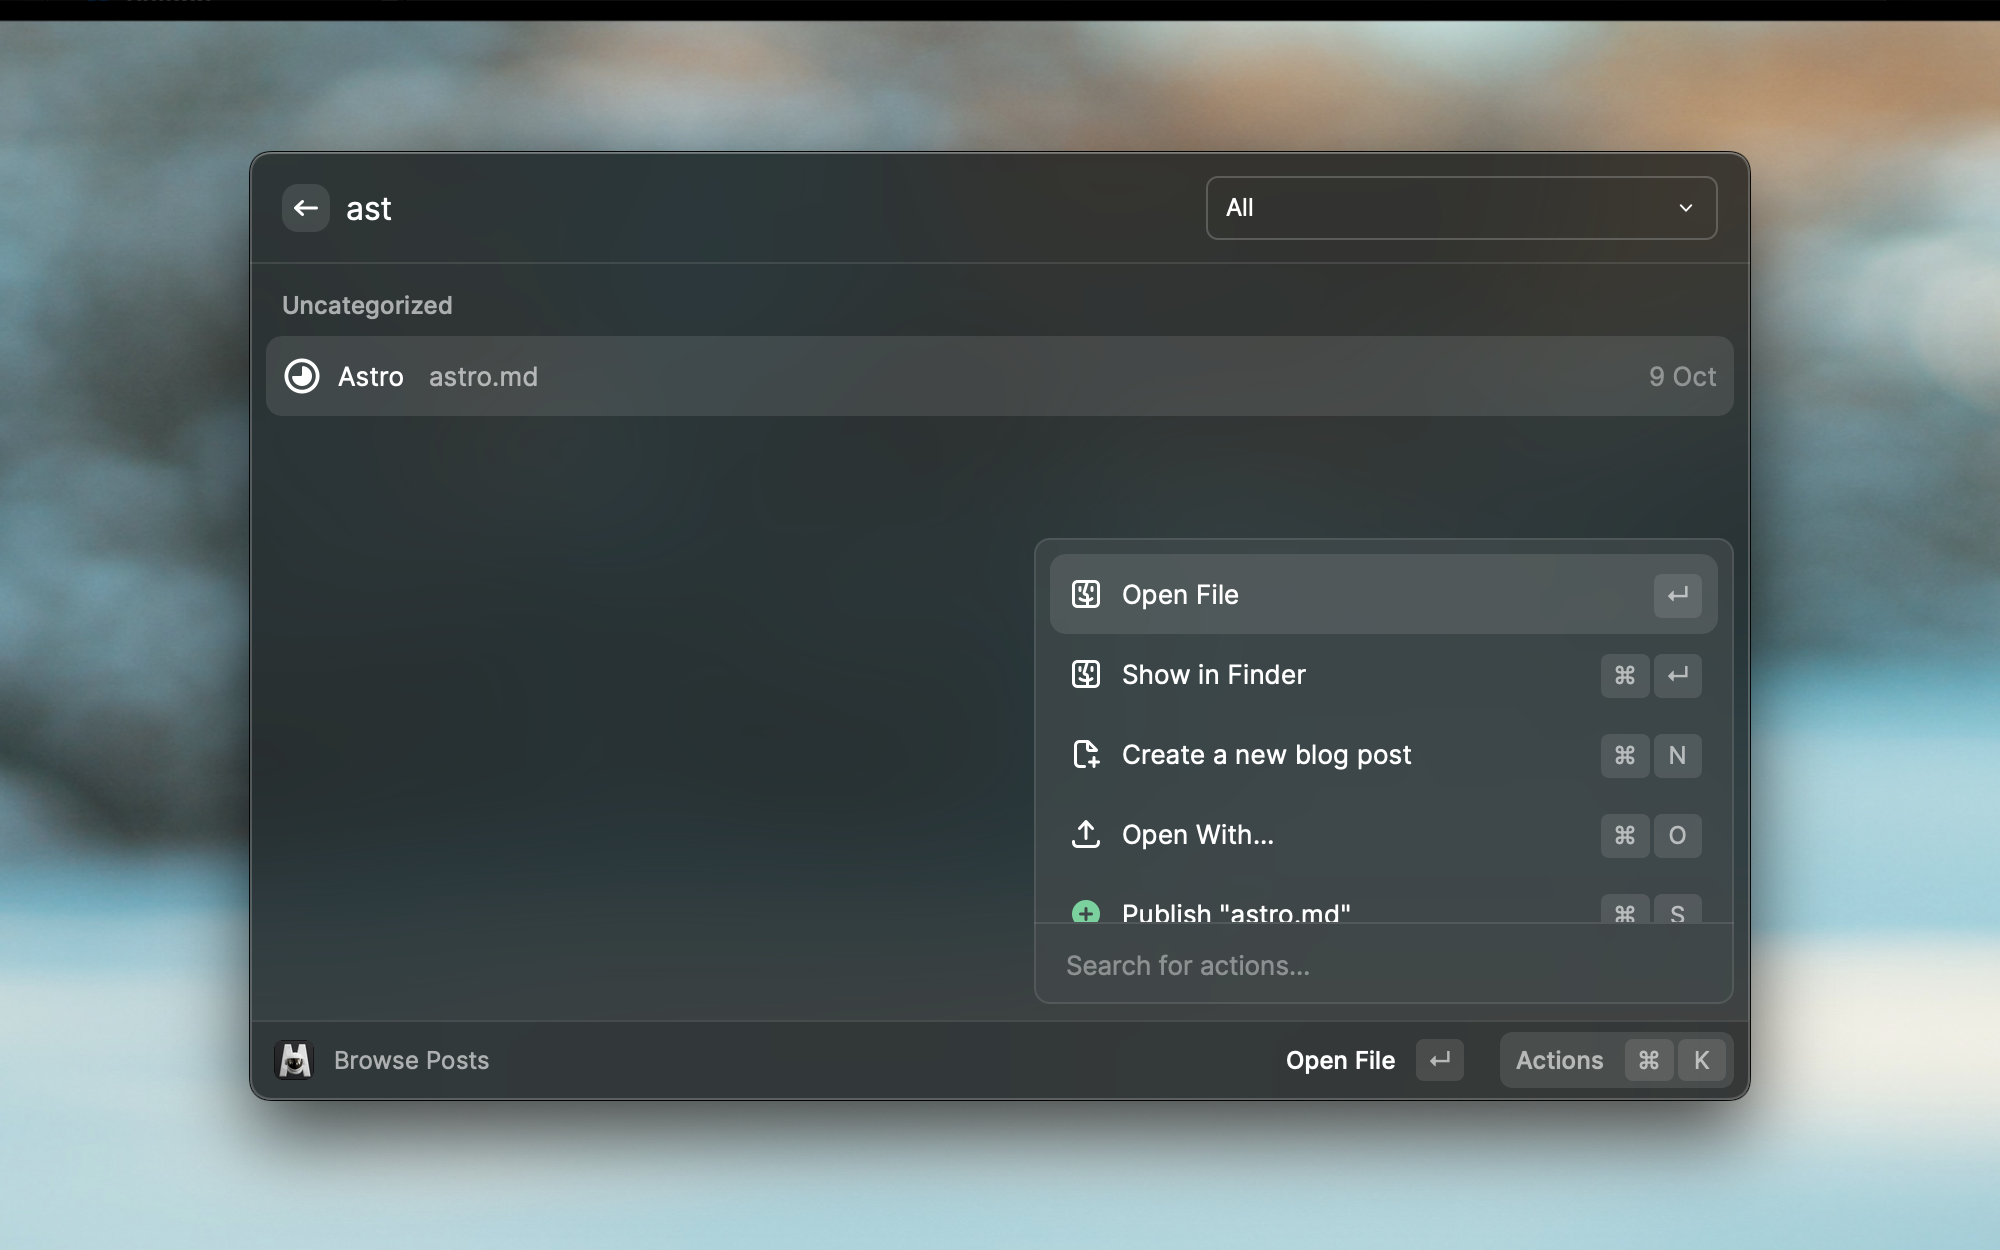 ast
All
Uncategorized
Astro astro.md 9 Oct
Open File ↵
Show in Finder ⌘ ↵
Create a new blog post ⌘ N
Open With... ⌘ O
Publish "astro.md" ⌘ S
Search for actions...
Browse Posts Open File ↵ Actions ⌘ K